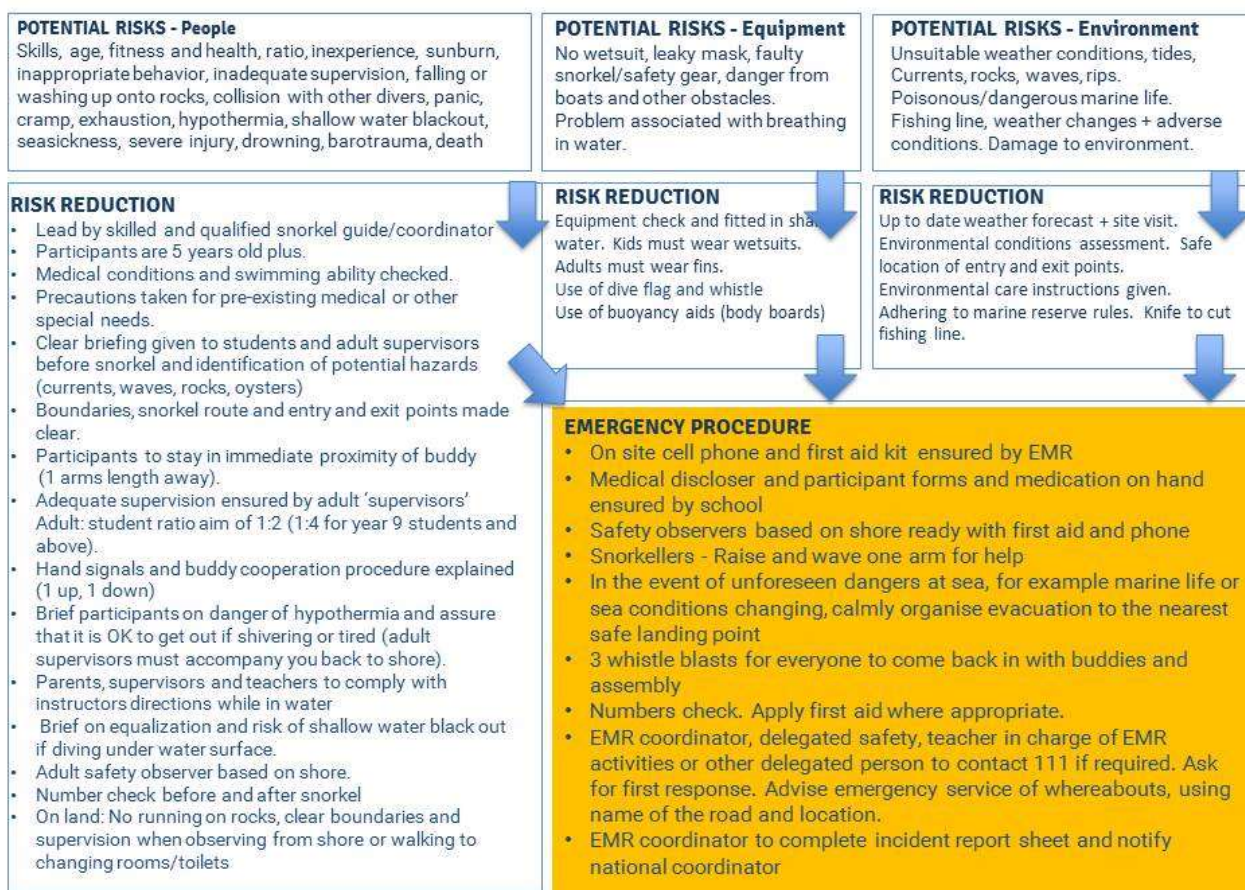 POTENTIAL RISKS - People
Skills, age, fitness and health, ratio, inexperience, sunburn,
inappropriate behavior, inadequate supervision, falling or
washing up onto rocks, collision with other divers, panic,
cramp, exhaustion, hypothermia, shallow water blackout,
seasickness, severe injury, drowning, barotrauma, death
POTENTIAL RISKS - Equipment
No wetsuit, leaky mask, faulty
snorkel/safety gear, danger from
boats and other obstacles.
Problem associated with breathing
in water.
POTENTIAL RISKS - Environment
Unsuitable weather conditions, tides,
Currents, rocks, waves, rips.
Poisonous/dangerous marine life.
Fishing line, weather changes + adverse
conditions. Damage to environment.
RISK REDUCTION
• Lead by skilled and qualified snorkel guide/coordinator
• Participants are 5 years old plus.
• Medical conditions and swimming ability checked.
• Precautions taken for pre-existing medical or other
special needs.
• Clear briefing given to students and adult supervisors
before snorkel and identification of potential hazards
(currents, waves, rocks, oysters)
• Boundaries, snorkel route and entry and exit points made
clear.
• Participants to stay in immediate proximity of buddy
(1 arms length away).
• Adequate supervision ensured by adult ‘supervisors’
Adult: student ratio aim of 1:2 (1:4 for year 9 students and
above).
• Hand signals and buddy cooperation procedure explained
(1 up, 1 down)
• Brief participants on danger of hypothermia and assure
that it is OK to get out if shivering or tired (adult
supervisors must accompany you back to shore).
• Parents, supervisors and teachers to comply with
instructors directions while in water
• Brief on equalization and risk of shallow water black out
if diving under water surface.
• Adult safety observer based on shore.
• Number check before and after snorkel
• On land: No running on rocks, clear boundaries and
supervision when observing from shore or walking to
changing rooms/toilets
RISK REDUCTION
Equipment check and fitted in
water. Kids must wear wetsuits.
Adults must wear fins.
Use of dive flag and whistle
Use of buoyancy aids (body boards)
RISK REDUCTION
Up to date weather forecast + site visit.
Environmental conditions assessment. Safe
location of entry and exit points.
Environmental care instructions given.
Adhering to marine reserve rules. Knife to cut
fishing line.
EMERGENCY PROCEDURE
• On site cell phone and first aid kit ensured by EMR
• Medical discloser and participant forms and medication on hand
ensured by school
• Safety observers based on shore ready with first aid and phone
• Snorkellers - Raise and wave one arm for help
• In the event of unforeseen dangers at sea, for example marine life or
sea conditions changing, calmly organise evacuation to the nearest
safe landing point
• 3 whistle blasts for everyone to come back in with buddies and
assembly
• Numbers check. Apply first aid where appropriate.
• EMR coordinator, delegated safety, teacher in charge of EMR
activities or other delegated person to contact 111 if required. Ask
for first response. Advise emergency service of whereabouts, using
name of the road and location.
• EMR coordinator to complete incident report sheet and notify
national coordinator